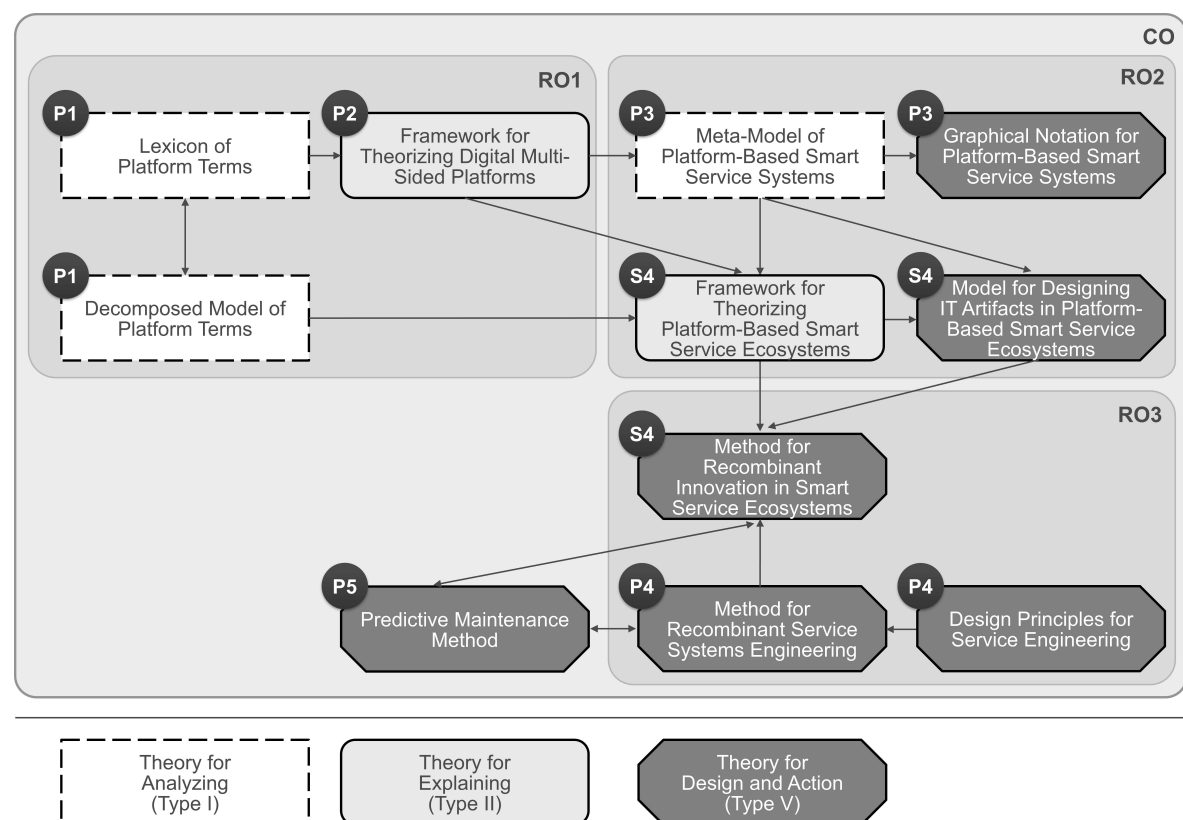 CO
RO1
RO2
P1
Lexicon of
Platform Terms
P2
Framework for
Theorizing Digital Multi-
Sided Platforms
P3
Meta-Model of
Platform-Based Smart
Service Systems
P3
Graphical Notation for
Platform-Based Smart
Service Systems
P1
Decomposed Model of
Platform Terms
S4
Framework for
Theorizing
Platform-Based Smart
Service Ecosystems
S4
Model for Designing
IT Artifacts in Platform-
Based Smart Service
Ecosystems
RO3
S4
Method for
Recombinant
Innovation in Smart
Service Ecosystems
P5
Predictive Maintenance
Method
P4
Method for
Recombinant Service
Systems Engineering
P4
Design Principles for
Service Engineering
Theory for
Analyzing
(Type I)
Theory for
Explaining
(Type II)
Theory for
Design and Action
(Type V)